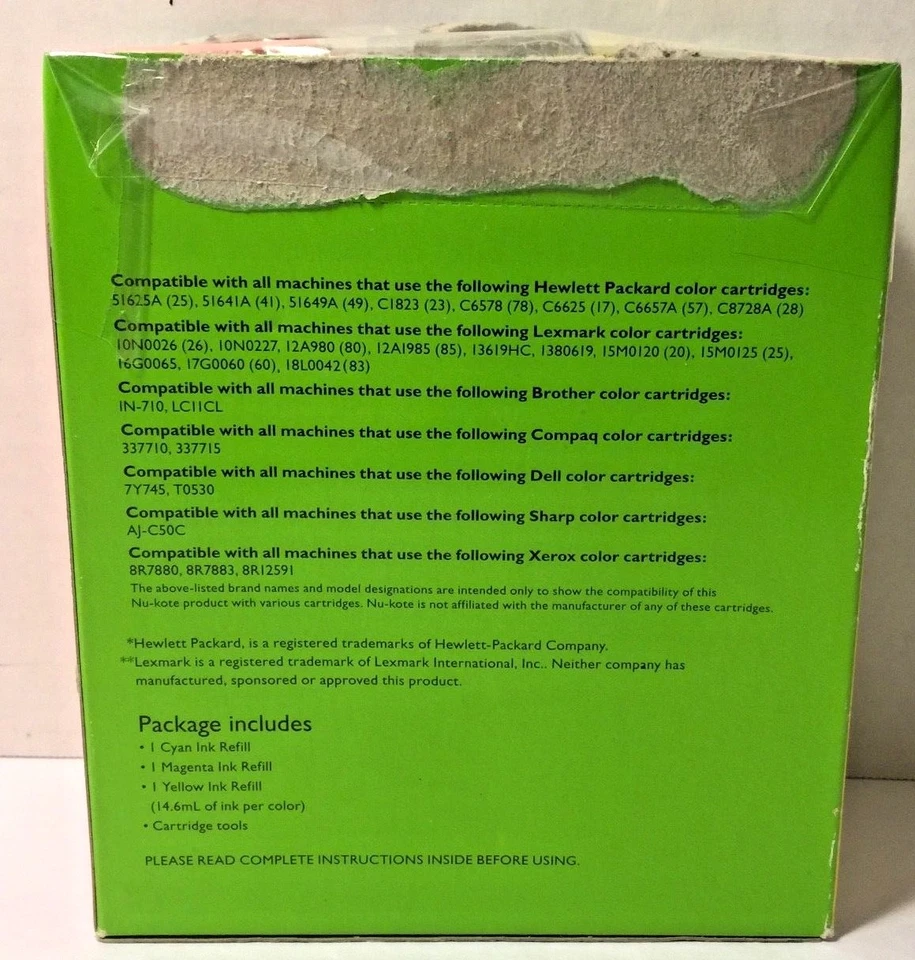 Compatible with all machines that use the following Hewlett Packard color cartridges:
51625A (25), 51641A (41), 51649A (49), C1823 (23), C6578 (78), C6625 (17), C6657A (57), C8728A (28)
Compatible with all machines that use the following Lexmark color cartridges:
10N0026 (26), 10N0227, 12A980 (80), 12A1985 (85), 13619HC, 1380619, 15M0120 (20), 15M0125 (25),
16G0065, 17G0060 (60), 18L0042(83)
Compatible with all machines that use the following Brother color cartridges:
IN-710, LC11CL
Compatible with all machines that use the following Compaq color cartridges:
337710, 337715
Compatible with all machines that use the following Dell color cartridges:
7Y745, T0530
Compatible with all machines that use the following Sharp color cartridges:
AJ-C50C
Compatible with all machines that use the following Xerox color cartridges:
8R7880, 8R7883, 8R12591
The above-listed brand names and model designations are intended only to show the compatibility of this
Nu-kote product with various cartridges. Nu-kote is not affiliated with the manufacturer of any of these cartridges.
*Hewlett Packard, is a registered trademarks of Hewlett-Packard Company.
**Lexmark is a registered trademark of Lexmark International, Inc.. Neither company has
manufactured, sponsored or approved this product.
Package includes
• 1 Cyan Ink Refill
• 1 Magenta Ink Refill
• 1 Yellow Ink Refill
(14.6mL of ink per color)
• Cartridge tools
PLEASE READ COMPLETE INSTRUCTIONS INSIDE BEFORE USING.